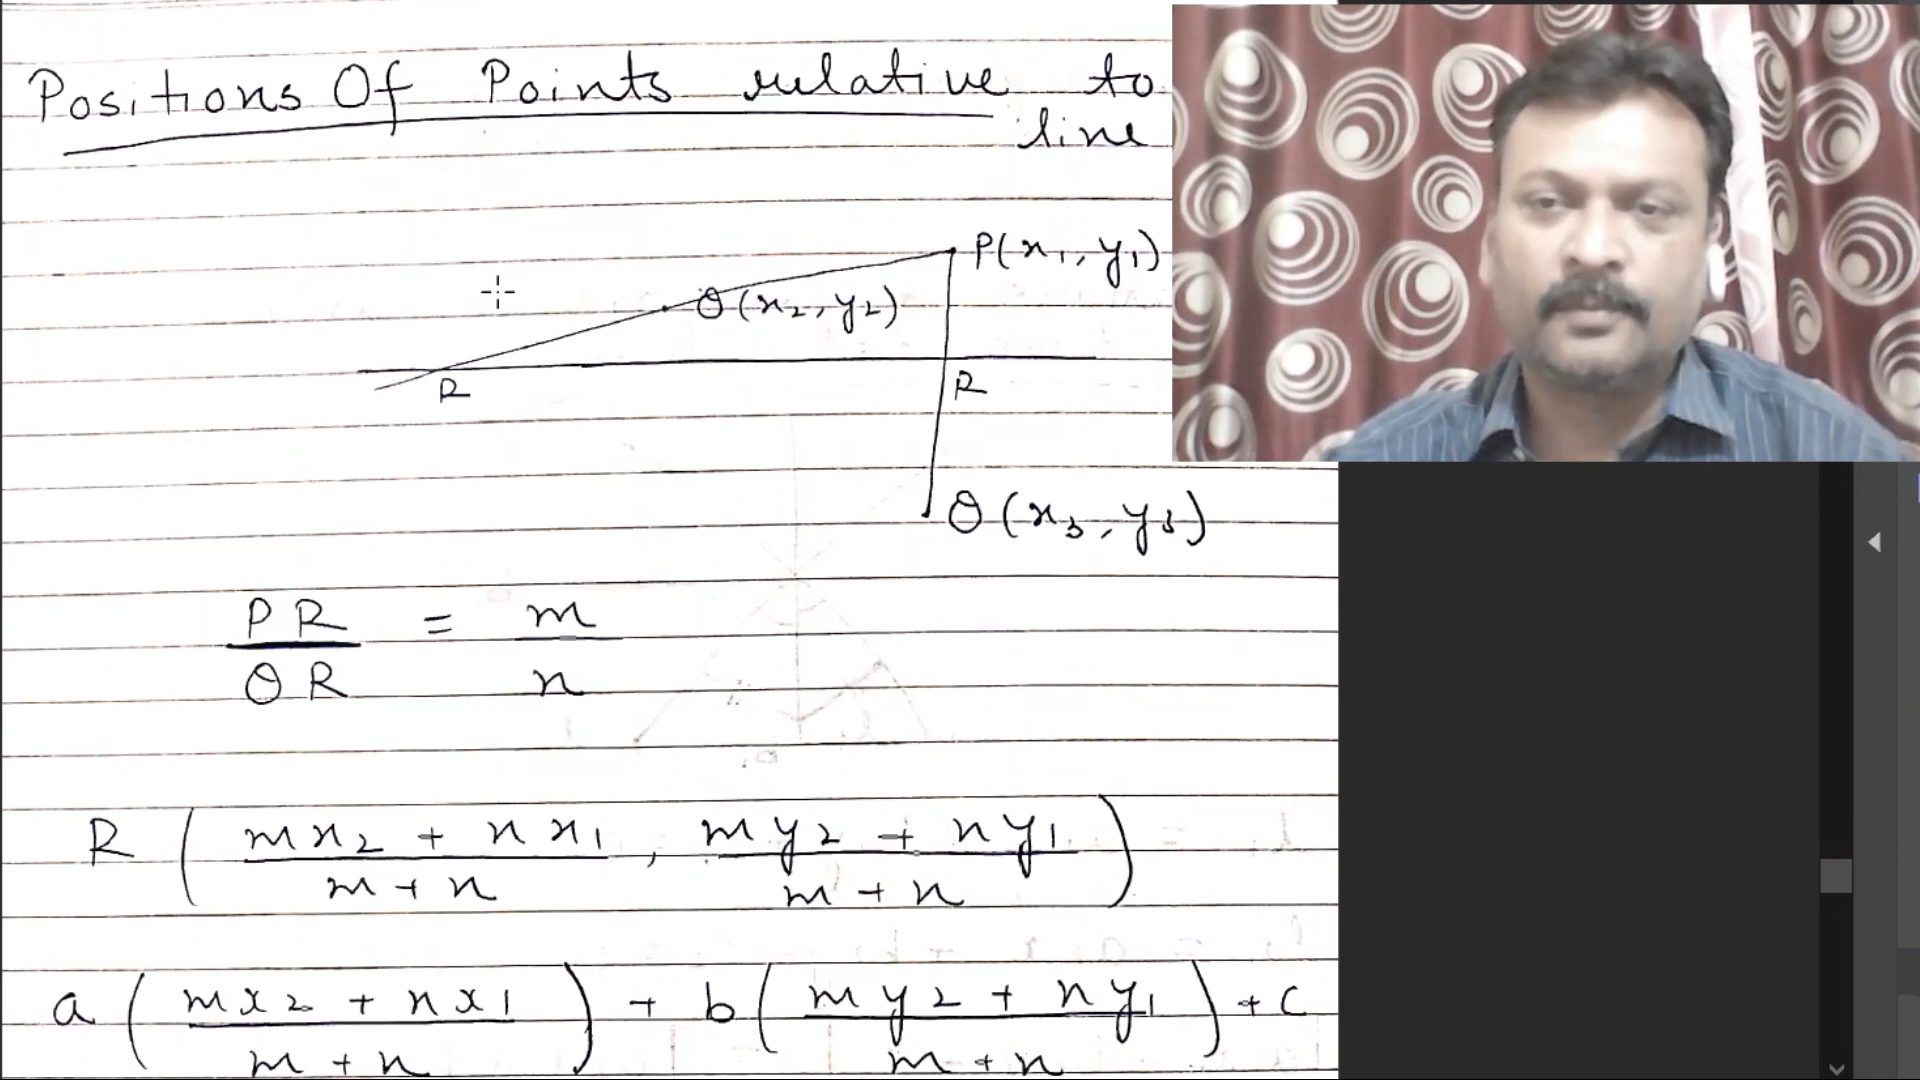 Positions Of Points relative to
line
P(x1, y1)
Q(x2, y2)
R
R
Q(x3, y3)
PR = m
QR n
R ( mx2 + nx1 , my2 + ny1 )
m + n m + n
a ( mx2 + nx1 ) + b ( my2 + ny1 ) + c
m + n m + n